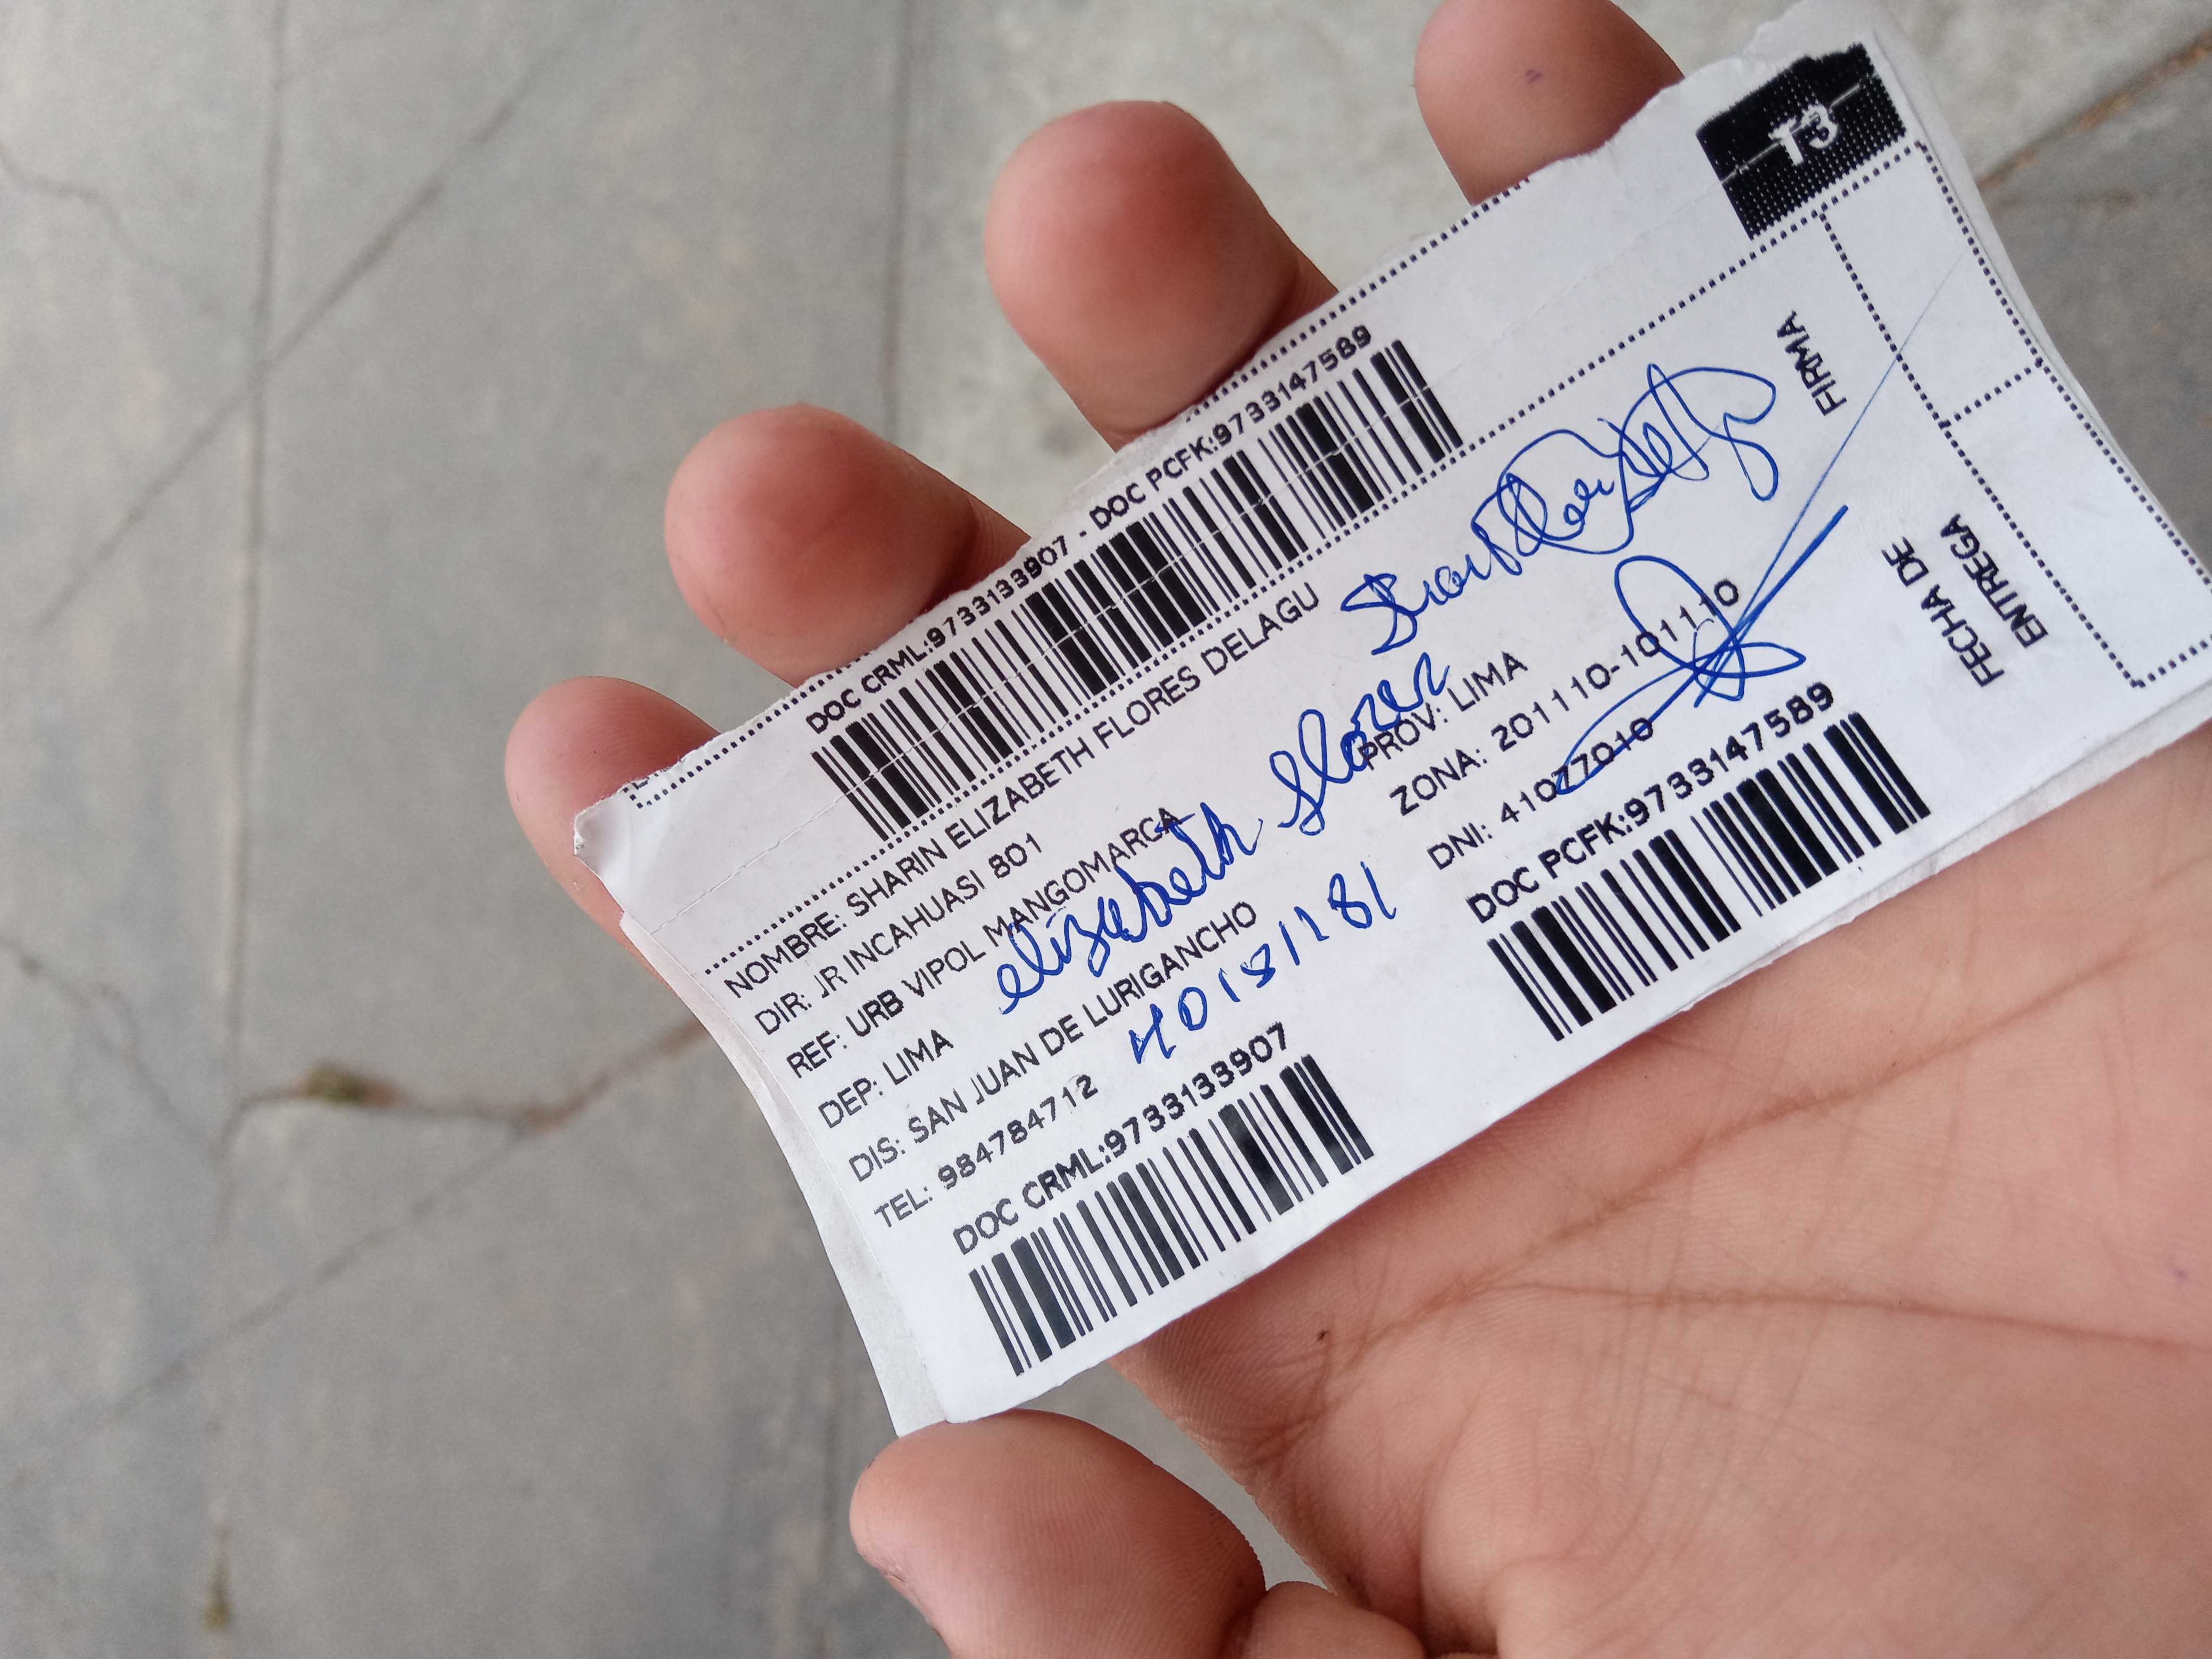 T3
DOC CRML:9733133907 - DOC PCFK:9733147589
NOMBRE: SHARIN ELIZABETH FLORES DELAGU
DIR: JR INCAHUASI 801
REF: URB VIPOL MANGOMARCA
DEP: LIMA
PROV: LIMA
DIS: SAN JUAN DE LURIGANCHO
ZONA: 201110-101110
TEL: 984784712
DNI: 41077010
elizabeth flores
40181281
FIRMA
FECHA DE
ENTREGA
DOC CRML:9733133907
DOC PCFK:9733147589